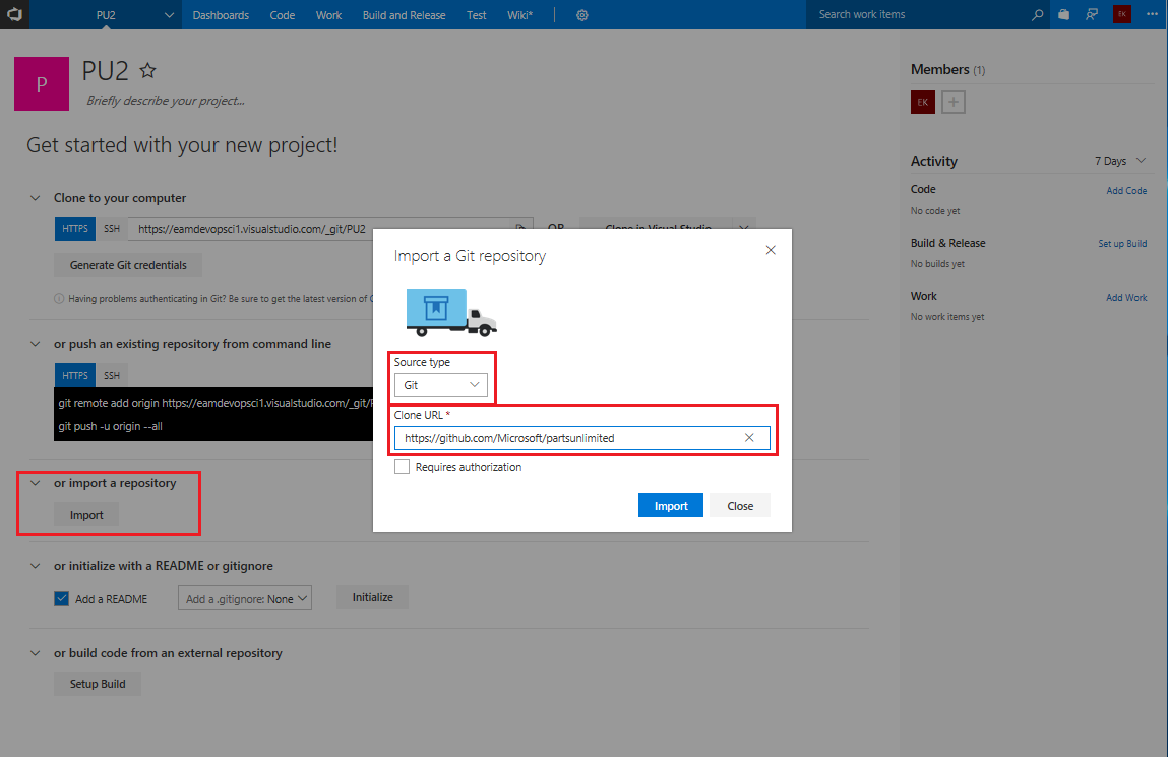 PU2 Dashboards Code Work Build and Release Test Wiki* Search work items EK
P
PU2
Briefly describe your project...
Get started with your new project!
Clone to your computer
HTTPS SSH https://eamdevopsci1.visualstudio.com/_git/PU2 OR Clone in Visual Studio
Generate Git credentials
Having problems authenticating in Git? Be sure to get the latest version of
or push an existing repository from command line
HTTPS SSH
git remote add origin https://eamdevopsci1.visualstudio.com/_git/
git push -u origin --all
or import a repository
Import
or initialize with a README or gitignore
Add a README Add a .gitignore: None Initialize
or build code from an external repository
Setup Build
Import a Git repository
Source type
Git
Clone URL *
https://github.com/Microsoft/partsunlimited
Requires authorization
Import Close
Members (1)
EK
Activity 7 Days
Code Add Code
No code yet
Build & Release Set up Build
No builds yet
Work Add Work
No work items yet